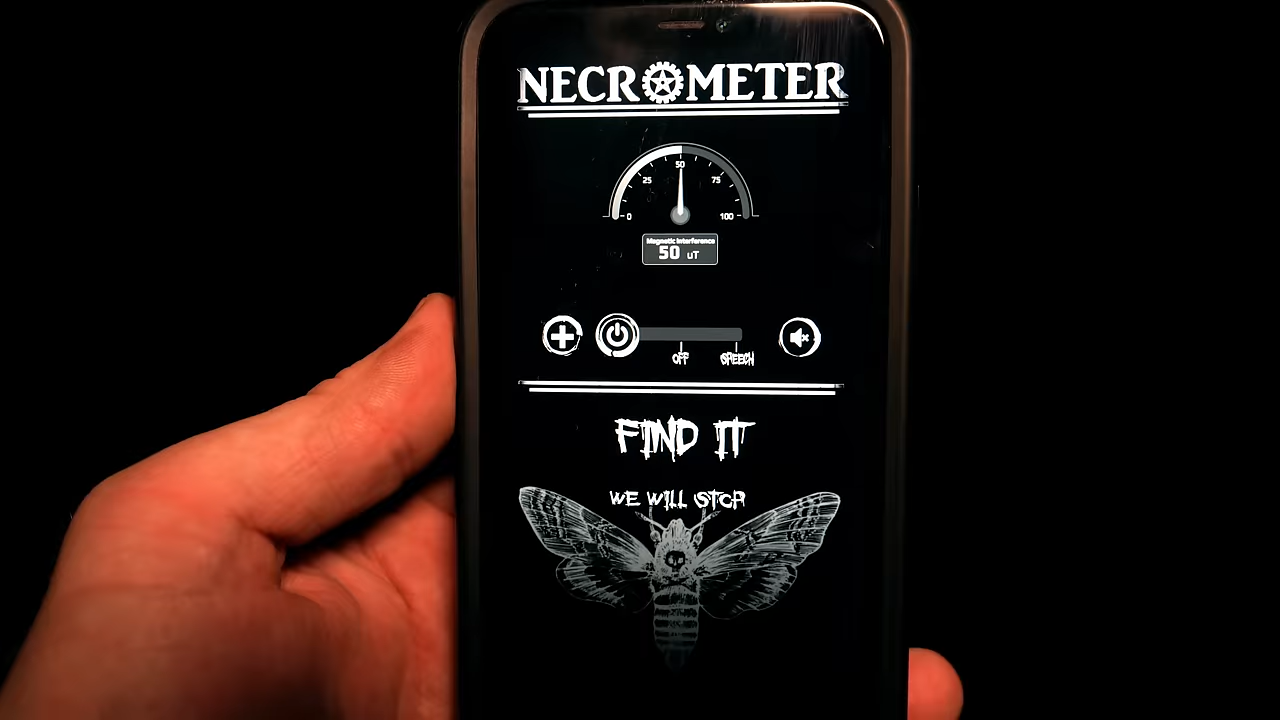 NECROMETER
50
25
75
0
100
Magnetic Interference
50 uT
OFF
SPEECH
FIND IT
WE WILL STOP